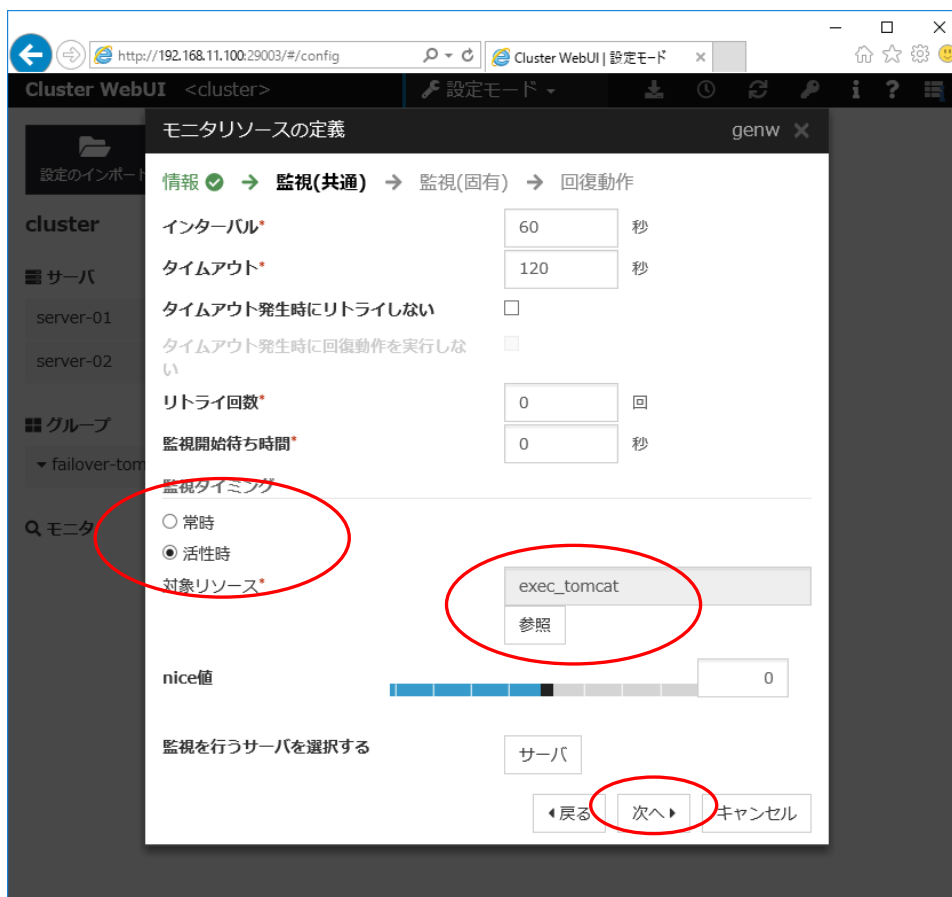 http://192.168.11.100:29003/#/config
Cluster WebUI | 設定モード
Cluster WebUI <cluster> 設定モード
モニタリソースの定義 genw
設定のインポート
情報 → 監視(共通) → 監視(固有) → 回復動作
cluster
インターバル* 60 秒
サーバ
タイムアウト* 120 秒
server-01
タイムアウト発生時にリトライしない
server-02
タイムアウト発生時に回復動作を実行しな
い
リトライ回数* 0 回
グループ
監視開始待ち時間* 0 秒
failover-tom
監視タイミング
モニタ
常時
活性時
対象リソース* exec_tomcat
参照
nice値 0
監視を行うサーバを選択する サーバ
戻る 次へ キャンセル